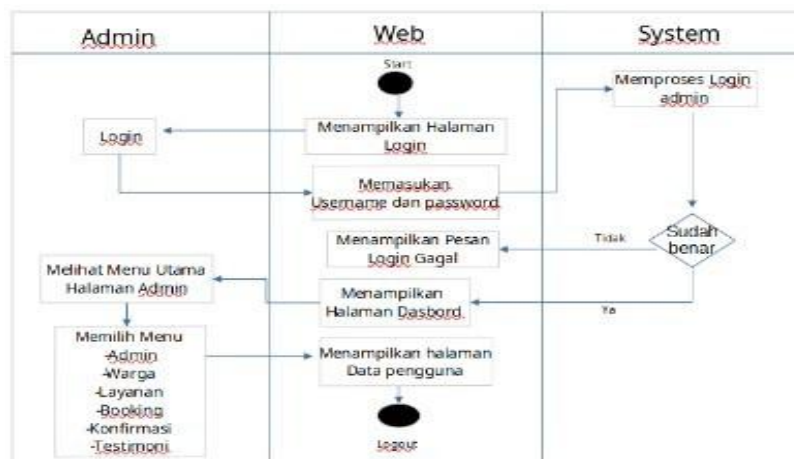 Admin
Web
System
Start
Memproses Login
admin
Login
Menampilkan Halaman
Login
Memasukan
Username dan password
Sudah
benar
Tidak
Menampilkan Pesan
Login Gagal
Melihat Menu Utama
Halaman Admin
Menampilkan
Halaman Dasbord
Ya
Memilih Menu
-Admin
-Warga
-Layanan
-Booking
-Konfirmasi
-Testimoni
Menampilkan halaman
Data pengguna
Logout